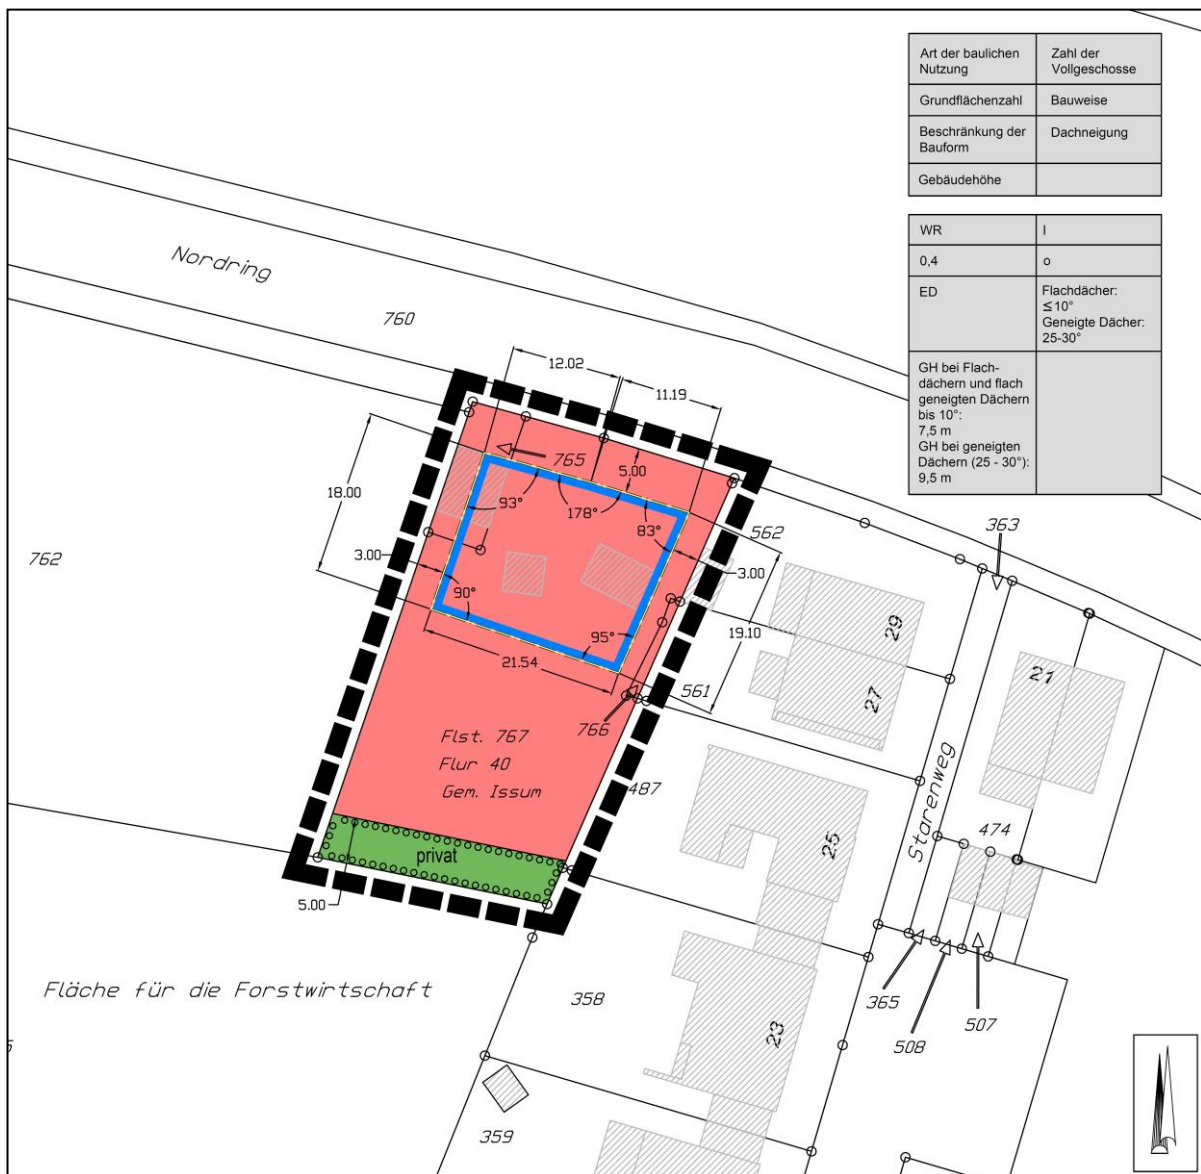 Art der baulichen
Nutzung
Zahl der
Vollgeschosse
Grundflächenzahl
Bauweise
Beschränkung der
Bauform
Dachneigung
Gebäudehöhe
WR
I
0,4
o
ED
Flachdächer:
≤10°
Geneigte Dächer:
25-30°
GH bei Flach-
dächern und flach
geneigten Dächern
bis 10°:
7,5 m
GH bei geneigten
Dächern (25 - 30°):
9,5 m
Nordring
760
12.02
11.19
765
5.00
18.00
93°
178°
83°
562
363
762
3.00
3.00
90°
95°
19.10
29
27
21
21.54
561
766
Flst. 767
Flur 40
Gem. Issum
487
Starenweg
474
25
privat
5.00
Fläche für die Forstwirtschaft
358
23
365
508
507
359